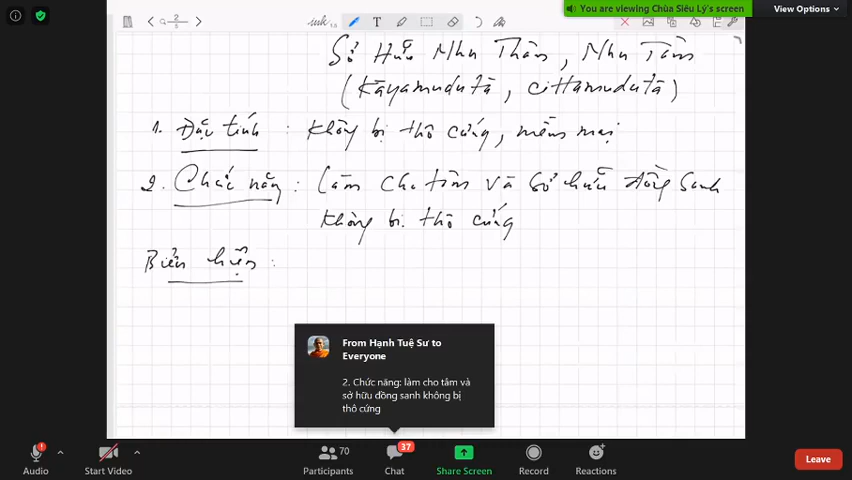 You are viewing Chùa Siêu Lý's screen
View Options
2
6
ink
T
Sở Hữu Nhu Thân, Nhu Tâm
(Kāyamudutā, cittamudutā)
1. Đặc tính : Không bị thô cứng, mềm mại
2. Chức năng : Làm cho tâm và sở hữu đồng sanh
không bị thô cứng
Biểu hiện :
From Hạnh Tuệ Sư to
Everyone
2. Chức năng: làm cho tâm và
sở hữu đồng sanh không bị
thô cứng
Audio
Start Video
70
Participants
37
Chat
Share Screen
Record
Reactions
Leave